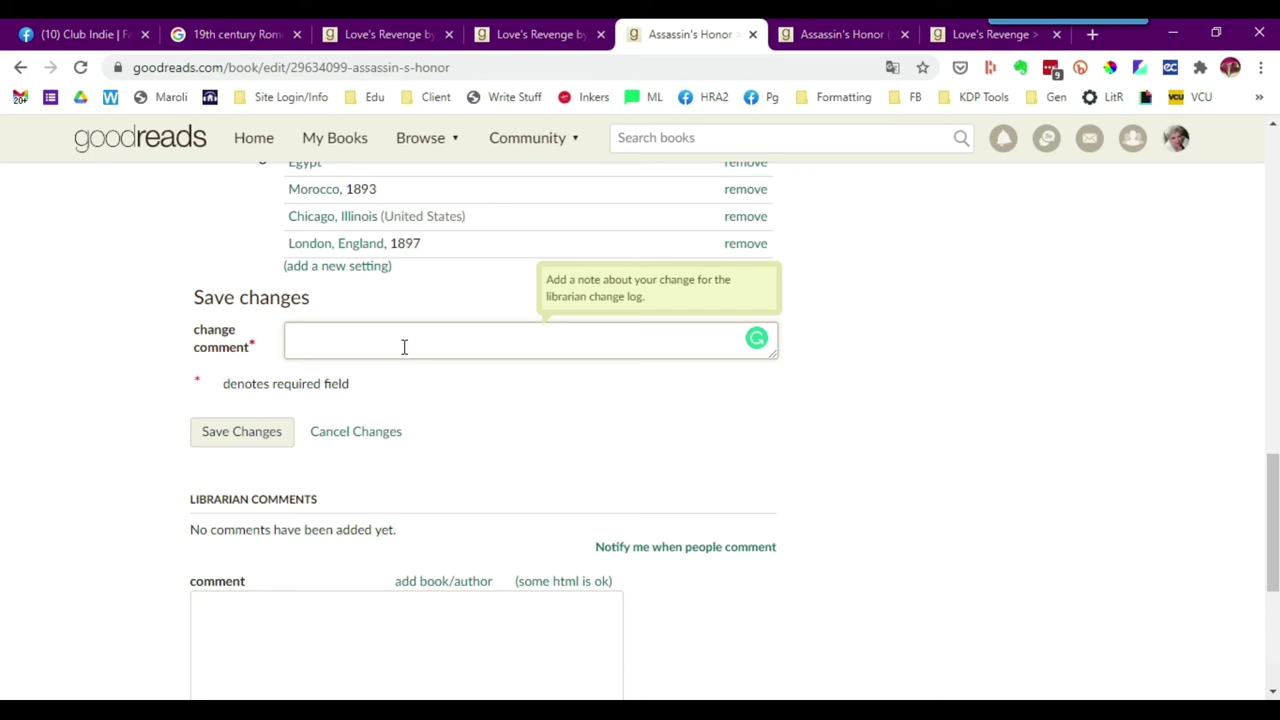 (10) Club Indie | Fa
19th century Rom
Love's Revenge by
Love's Revenge by
Assassin's Honor >
Assassin's Honor (
Love's Revenge >
goodreads.com/book/edit/29634099-assassin-s-honor
9
20+
Maroli
Site Login/Info
Edu
Client
Write Stuff
Inkers
ML
HRA2
Pg
Formatting
FB
KDP Tools
Gen
LitR
VCU
VCU
»
goodreads
Home
My Books
Browse
Community
Search books
Egypt
remove
Morocco, 1893
remove
Chicago, Illinois (United States)
remove
London, England, 1897
remove
(add a new setting)
Add a note about your change for the
librarian change log.
Save changes
change
comment*
* denotes required field
Save Changes
Cancel Changes
LIBRARIAN COMMENTS
No comments have been added yet.
Notify me when people comment
comment
add book/author
(some html is ok)